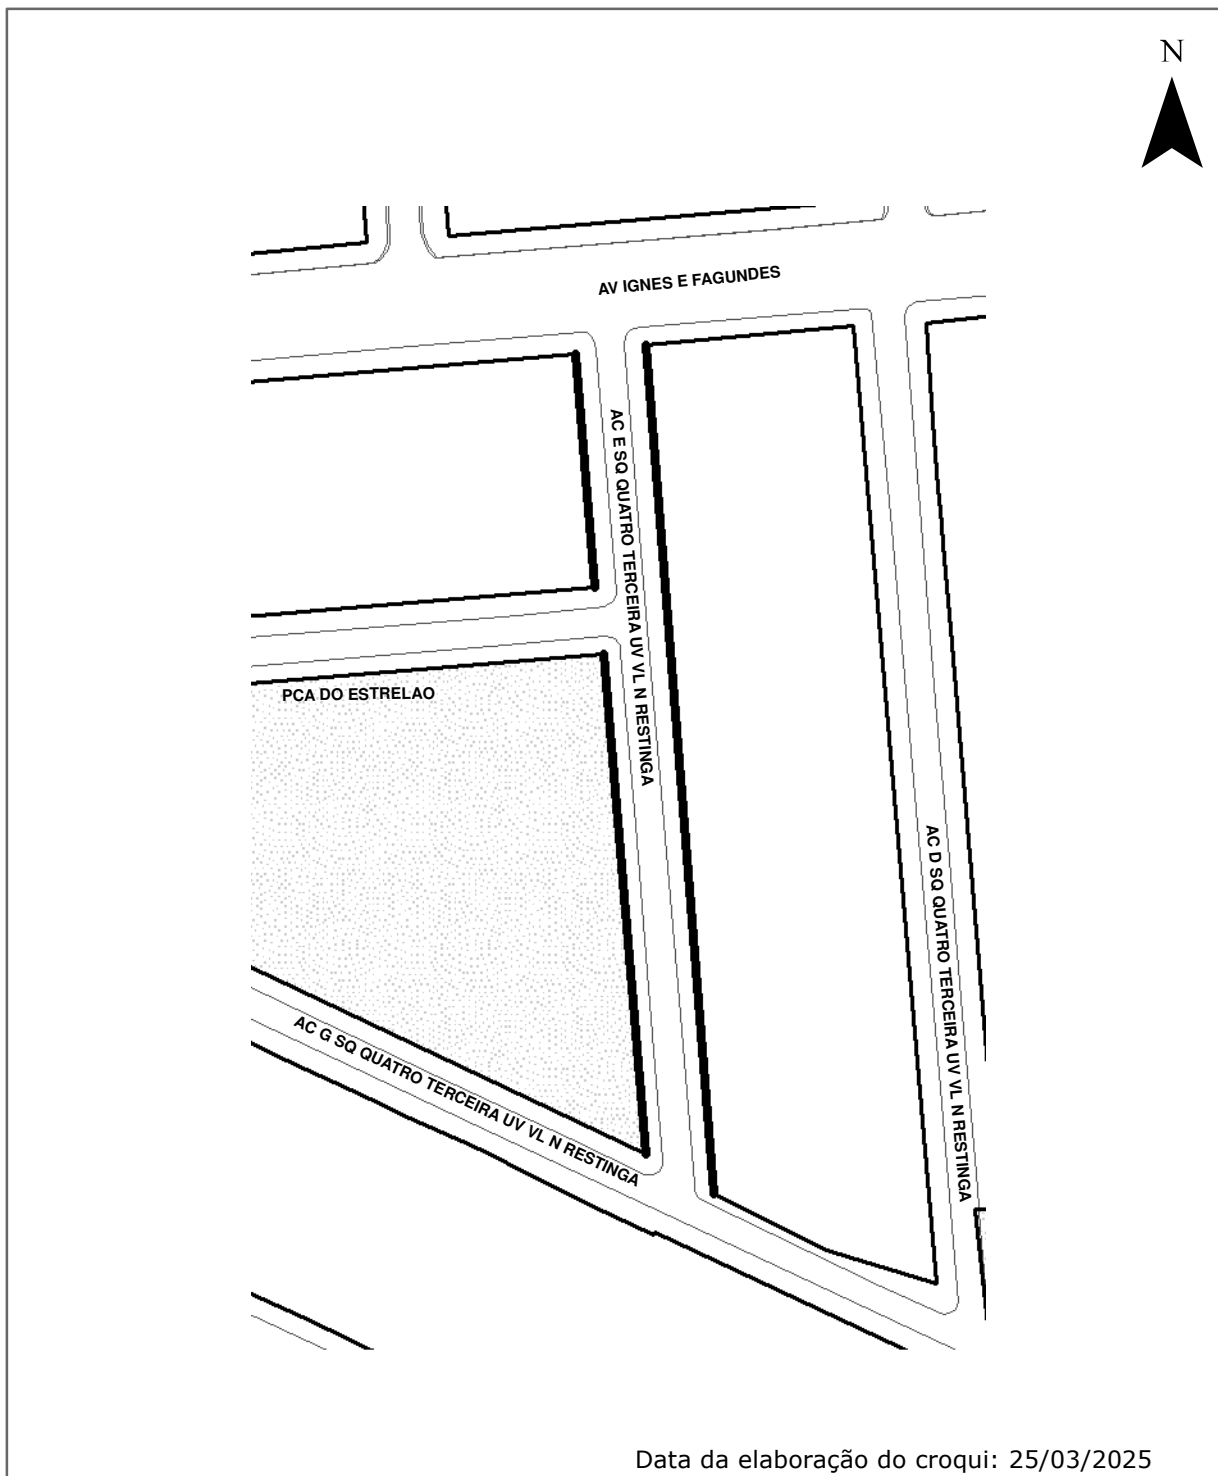 N
AV IGNES E FAGUNDES
AC E SQ QUATRO TERCEIRA UV VL N RESTINGA
PCA DO ESTRELAO
AC D SQ QUATRO TERCEIRA UV VL N RESTINGA
AC G SQ QUATRO TERCEIRA UV VL N RESTINGA
Data da elaboração do croqui: 25/03/2025